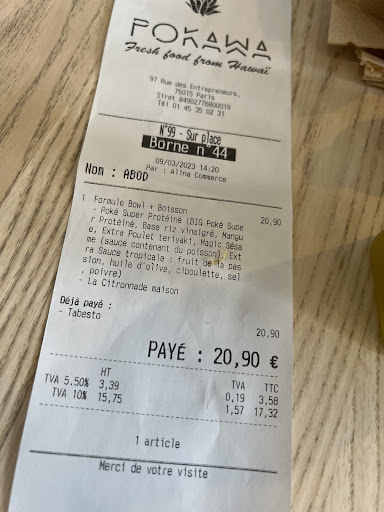 POKAWA
Fresh food from Hawaï
97 Rue des Entrepreneurs,
75015 Paris
Siret 84902776800019
Tél 01 45 35 02 31
N°99 - Sur place
Borne n°44
09/03/2023 14:20
Par : Alina Commerce
Nom : ABOD
1 Formule Bowl + Boisson 20,90
- Poké Super Protéiné (BIG Poké Supe
r Protéiné, Base riz vinaigré, Mangu
e, Extra Poulet teriyaki, Magic Sésa
me (sauce contenant du poisson), Ext
ra Sauce tropicale : fruit de la pas
sion, huile d'olive, ciboulette, sel
, poivre)
- La Citronnade maison
Déjà payé :
- Tabesto 20,90
PAYÉ : 20,90 €
HT TVA TTC
TVA 5.50% 3,39 0,19 3,58
TVA 10% 15,75 1,57 17,32
1 article
Merci de votre visite